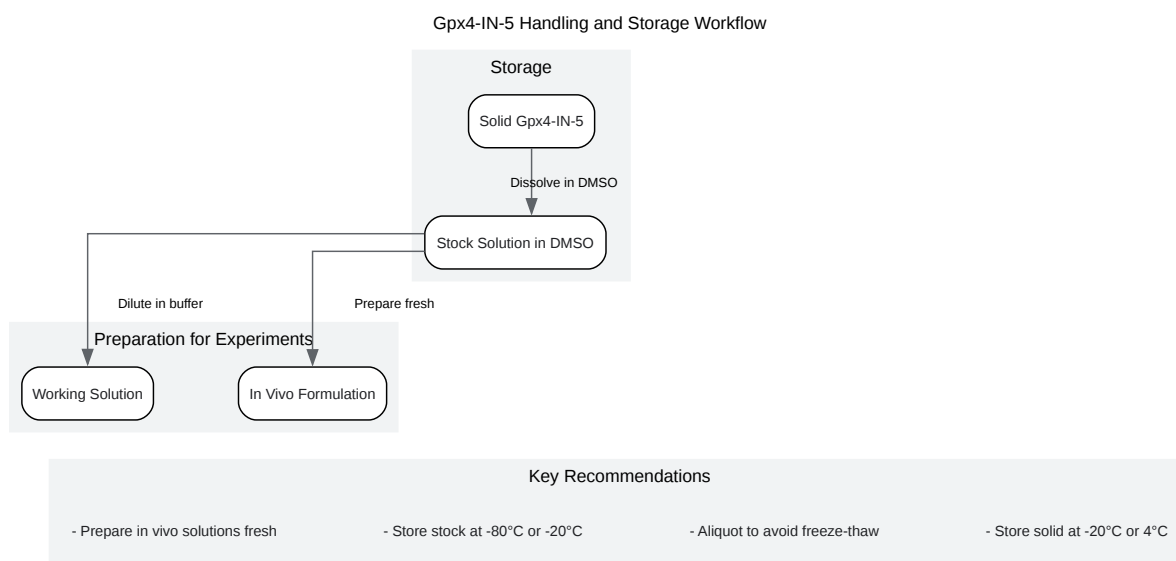 Gpx4-IN-5 Handling and Storage Workflow
Storage
Solid Gpx4-IN-5
Dissolve in DMSO
Stock Solution in DMSO
Dilute in buffer
Prepare fresh
Preparation for Experiments
Working Solution
In Vivo Formulation
Key Recommendations
- Prepare in vivo solutions fresh
- Store stock at -80°C or -20°C
- Aliquot to avoid freeze-thaw
- Store solid at -20°C or 4°C